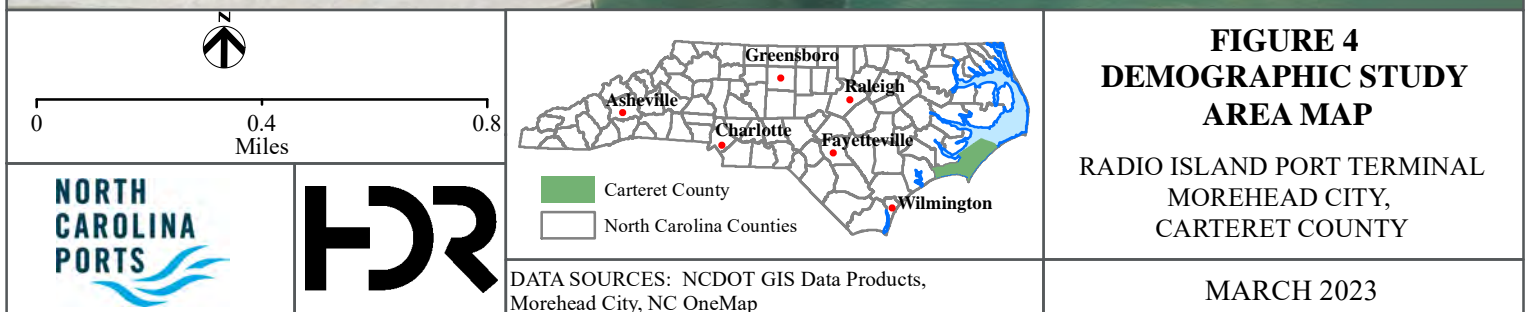 N
0 0.4 0.8
Miles
NORTH
CAROLINA
PORTS
HDR
Greensboro
Raleigh
Asheville
Charlotte
Fayetteville
Wilmington
Carteret County
North Carolina Counties
DATA SOURCES: NCDOT GIS Data Products,
Morehead City, NC OneMap
FIGURE 4
DEMOGRAPHIC STUDY
AREA MAP
RADIO ISLAND PORT TERMINAL
MOREHEAD CITY,
CARTERET COUNTY
MARCH 2023